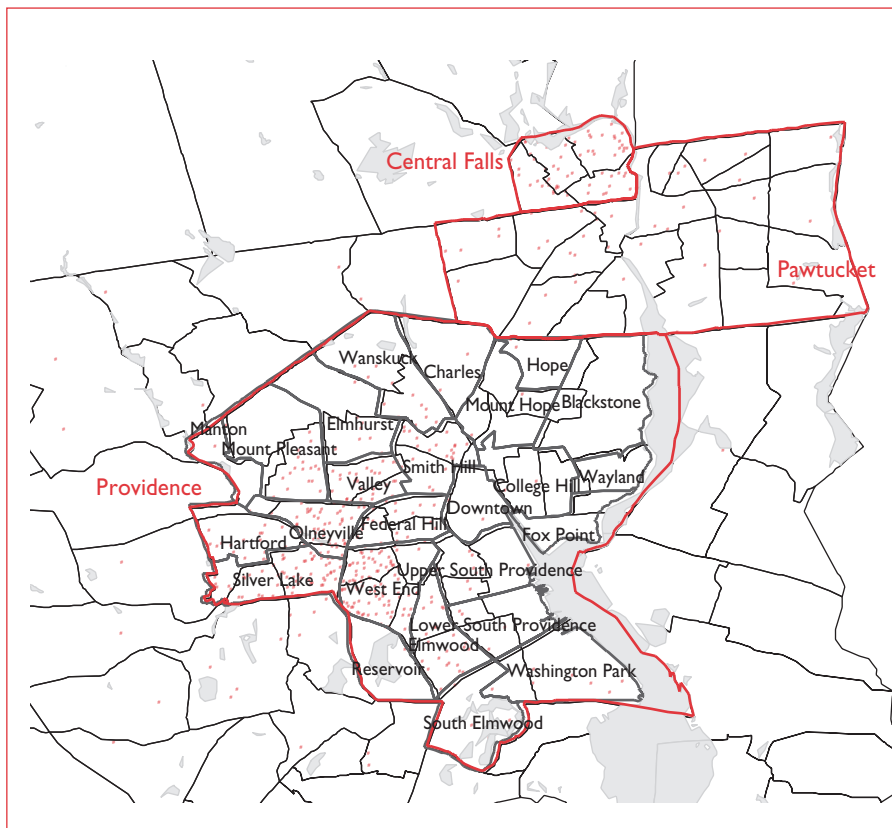 Central Falls
Pawtucket
Wanskuck
Charles
Hope
Mount Hope
Blackstone
Manton
Elmhurst
Mount Pleasant
Smith Hill
Valley
College Hill
Wayland
Providence
Downtown
Olneyville
Federal Hill
Fox Point
Hartford
Silver Lake
West End
Upper South Providence
Lower South Providence
Elmwood
Reservoir
Washington Park
South Elmwood